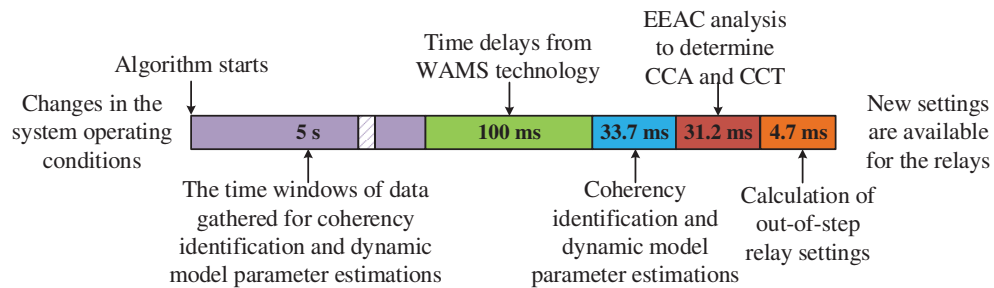 Algorithm starts
Changes in the
system operating
conditions
Time delays from
WAMS technology
EEAC analysis
to determine
CCA and CCT
5 s
100 ms
33.7 ms
31.2 ms
4.7 ms
New settings
are available
for the relays
The time windows of data
gathered for coherency
identification and dynamic
model parameter estimations
Coherency
identification and
dynamic model
parameter estimations
Calculation of
out-of-step
relay settings